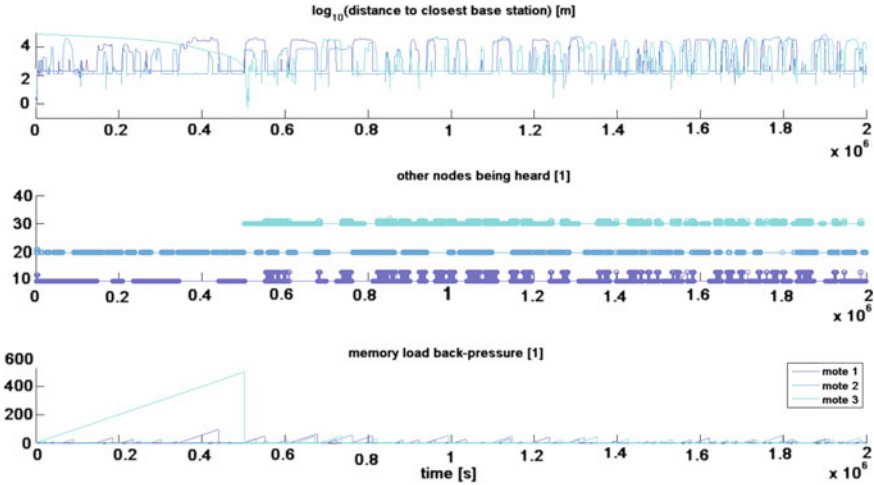 log10(distance to closest base station) [m]
4
2
0
0 0.2 0.4 0.6 0.8 1 1.2 1.4 1.6 1.8 2
x 10^6
other nodes being heard [1]
40
30
20
10
0 0.2 0.4 0.6 0.8 1 1.2 1.4 1.6 1.8 2
x 10^6
memory load back-pressure [1]
600
400
200
0
mote 1
mote 2
mote 3
0 0.2 0.4 0.6 0.8 1 1.2 1.4 1.6 1.8 2
time [s]
x 10^6